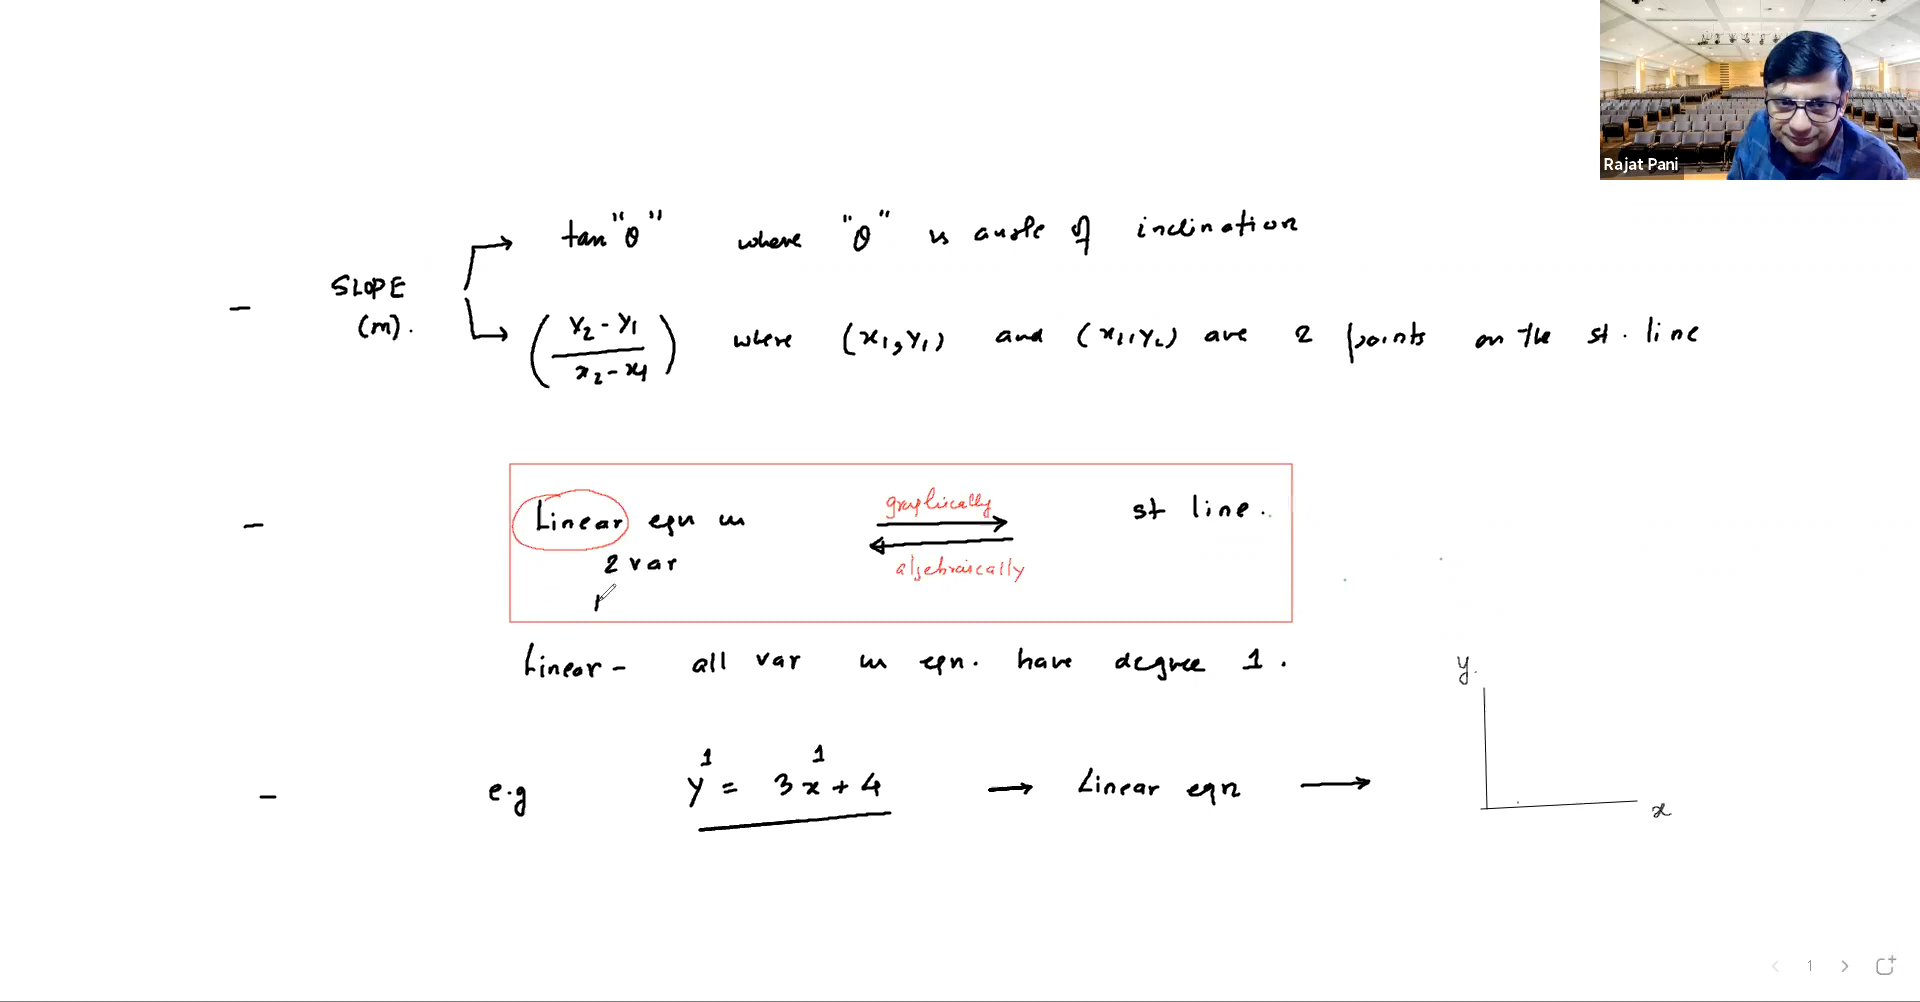 Rajat Pani
tan "θ" where "θ" is angle of inclination
SLOPE
(m).
(y₂ - y₁ / x₂ - x₁) where (x₁, y₁) and (x₁, y₂) are 2 points on the st. line
graphically
Linear eqn in st line.
algebraically
2 var
Linear - all var in eqn. have degree 1.
y.
1 1
e.g y = 3x + 4 → Linear eqn →
x
1